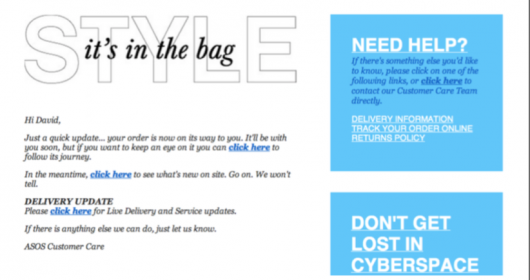 STYLE
it's in the bag
Hi David,
Just a quick update... your order is now on its way to you. It'll be with
you soon, but if you want to keep an eye on it you can click here to
follow its journey.
In the meantime, click here to see what's new on site. Go on. We won't
tell.
DELIVERY UPDATE
Please click here for Live Delivery and Service updates.
If there is anything else we can do, just let us know.
ASOS Customer Care
NEED HELP?
If there's something else you'd like
to know, please click on one of the
following links, or click here to
contact our Customer Care Team
directly.
DELIVERY INFORMATION
TRACK YOUR ORDER ONLINE
RETURNS POLICY
DON'T GET
LOST IN
CYBERSPACE